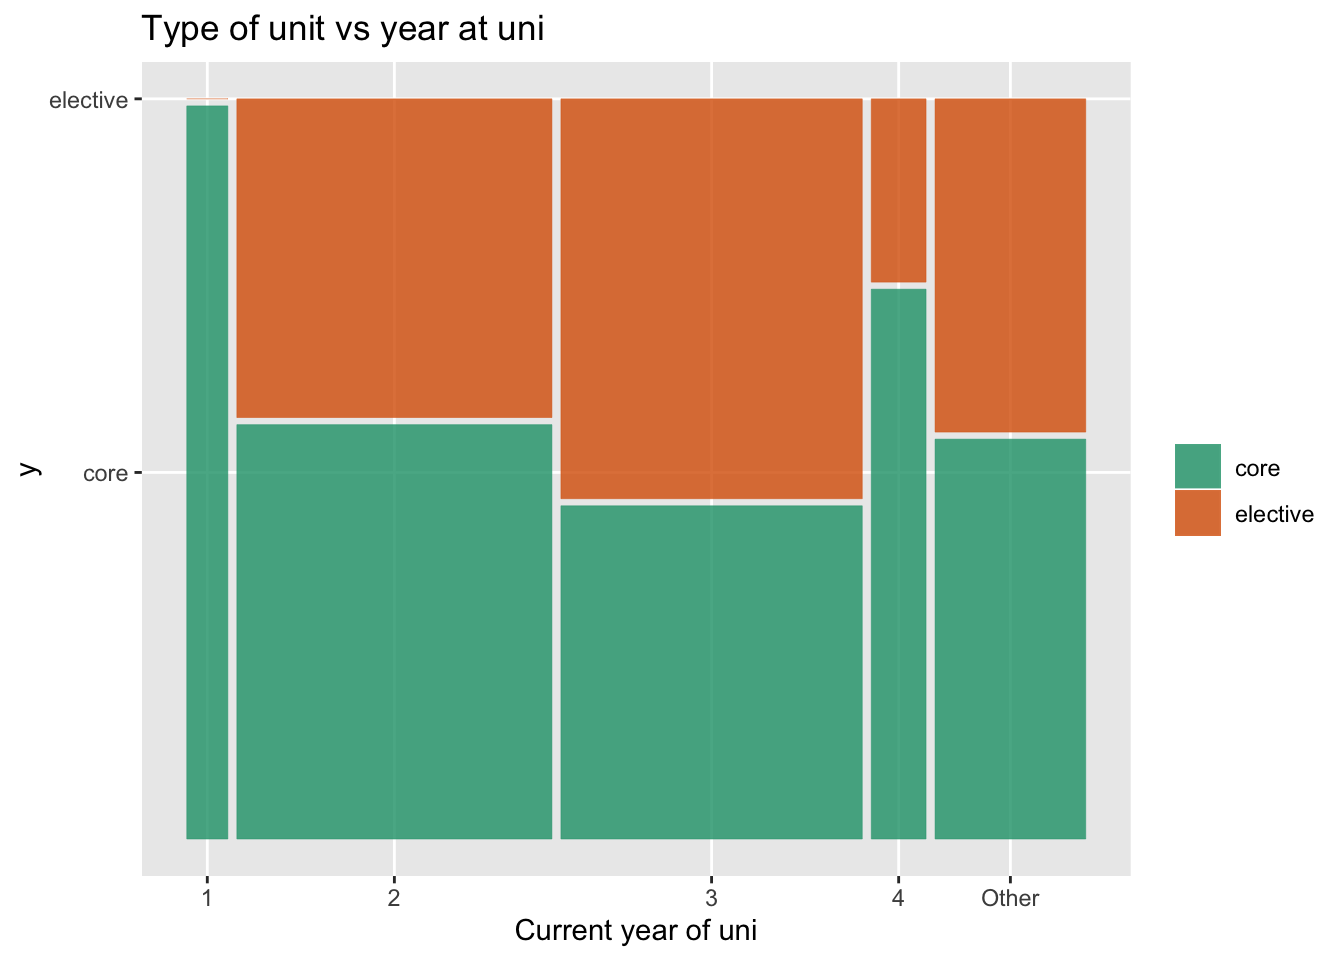 Type of unit vs year at uni
elective
core
y
core
elective
1 2 3 4 Other
Current year of uni